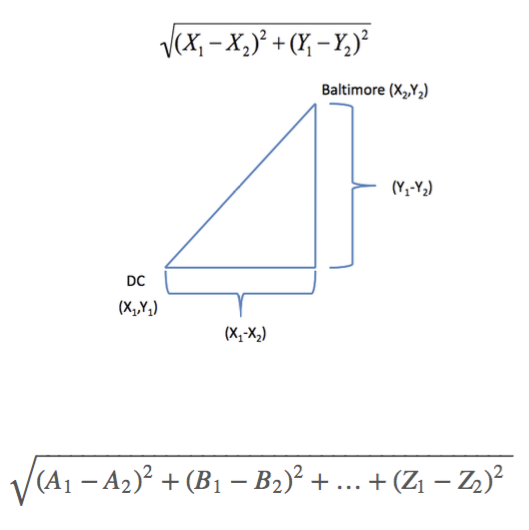 √(X₁ − X₂)² + (Y₁ − Y₂)²
Baltimore (X₂,Y₂)
(Y₁-Y₂)
DC
(X₁,Y₁)
(X₁-X₂)
√(A₁ − A₂)² + (B₁ − B₂)² + … + (Z₁ − Z₂)²